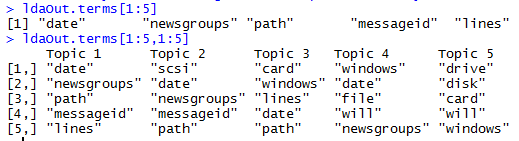 > ldaOut.terms[1:5]
[1] "date" "newsgroups" "path" "messageid" "lines"
> ldaOut.terms[1:5,1:5]
Topic 1 Topic 2 Topic 3 Topic 4 Topic 5
[1,] "date" "scsi" "card" "windows" "drive"
[2,] "newsgroups" "date" "windows" "date" "disk"
[3,] "path" "newsgroups" "lines" "file" "card"
[4,] "messageid" "messageid" "date" "will" "will"
[5,] "lines" "path" "path" "newsgroups" "windows"